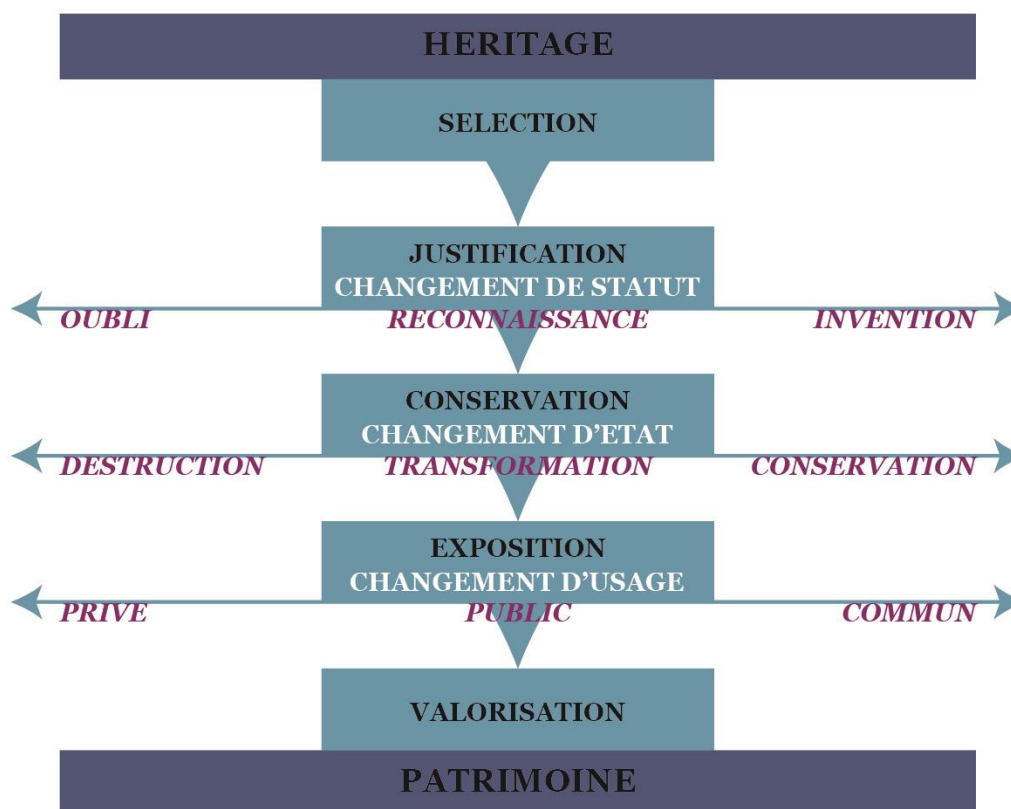 HERITAGE
SELECTION
JUSTIFICATION
CHANGEMENT DE STATUT
OUBLI RECONNAISSANCE INVENTION
CONSERVATION
CHANGEMENT D'ETAT
DESTRUCTION TRANSFORMATION CONSERVATION
EXPOSITION
CHANGEMENT D'USAGE
PRIVE PUBLIC COMMUN
VALORISATION
PATRIMOINE